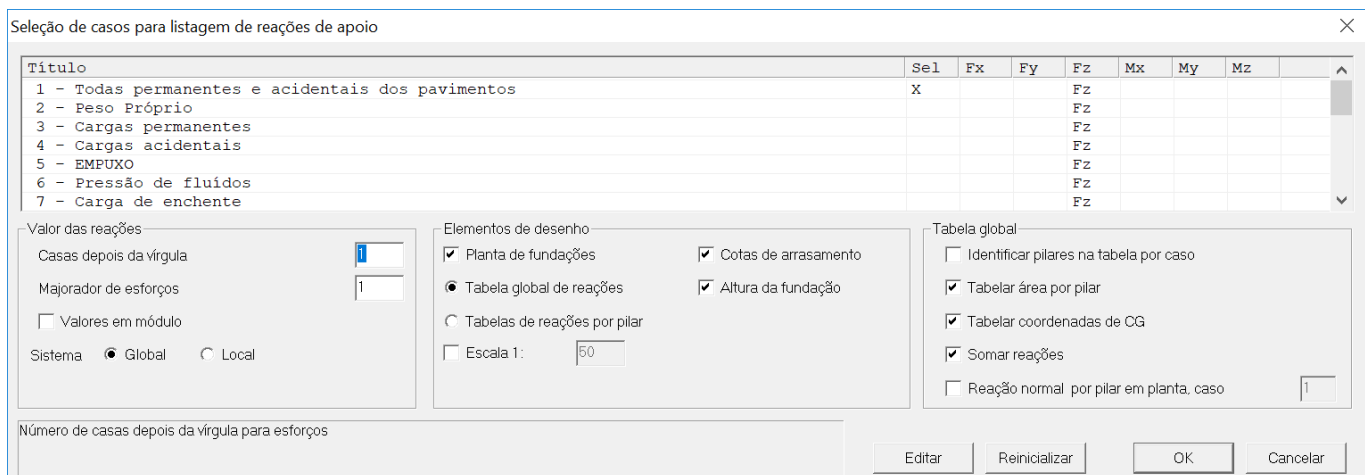 Seleção de casos para listagem de reações de apoio
Título Sel Fx Fy Fz Mx My Mz
1 - Todas permanentes e acidentais dos pavimentos X Fz
2 - Peso Próprio Fz
3 - Cargas permanentes Fz
4 - Cargas acidentais Fz
5 - EMPUXO Fz
6 - Pressão de fluídos Fz
7 - Carga de enchente Fz
Valor das reações
Casas depois da vírgula 1
Majorador de esforços 1
Valores em módulo
Sistema Global Local
Elementos de desenho
Planta de fundações Cotas de arrasamento
Tabela global de reações Altura da fundação
Tabelas de reações por pilar
Escala 1: 50
Tabela global
Identificar pilares na tabela por caso
Tabelar área por pilar
Tabelar coordenadas de CG
Somar reações
Reação normal por pilar em planta, caso 1
Número de casas depois da vírgula para esforços
Editar Reinicializar OK Cancelar